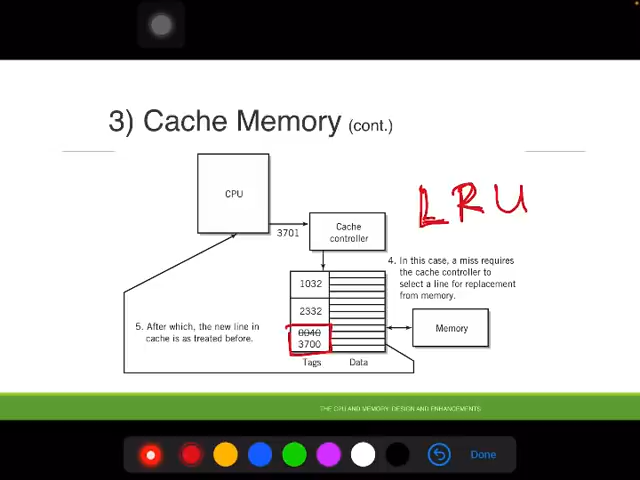 3) Cache Memory (cont.)
CPU
LRU
3701
Cache
controller
4. In this case, a miss requires
the cache controller to
select a line for replacement
from memory.
1032
2332
0040
3700
Memory
5. After which, the new line in
cache is as treated before.
Tags
Data
THE CPU AND MEMORY: DESIGN AND ENHANCEMENTS
Done